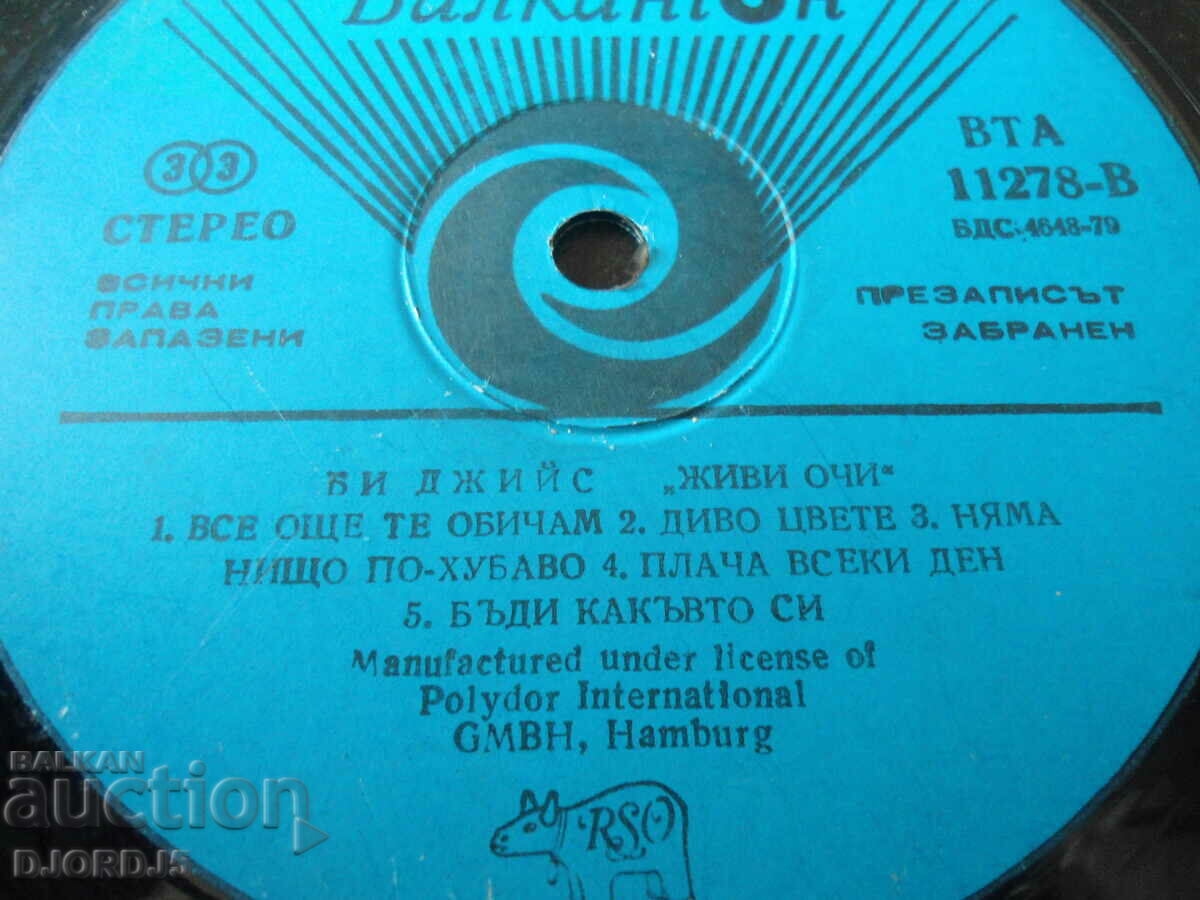 Балкантон
33
СТЕРЕО
ВСИЧКИ
ПРАВА
ЗАПАЗЕНИ
ВТА
11278-В
БДС 4648-79
ПРЕЗАПИСЪТ
ЗАБРАНЕН
БИ ДЖИЙС „ЖИВИ ОЧИ“
1. ВСЕ ОЩЕ ТЕ ОБИЧАМ 2. ДИВО ЦВЕТЕ 3. НЯМА
НИЩО ПО-ХУБАВО 4. ПЛАЧА ВСЕКИ ДЕН
5. БЪДИ КАКЪВТО СИ
Manufactured under license of
Polydor International
GMBH, Hamburg
RSO
BALKAN
auction
DJORDJ5